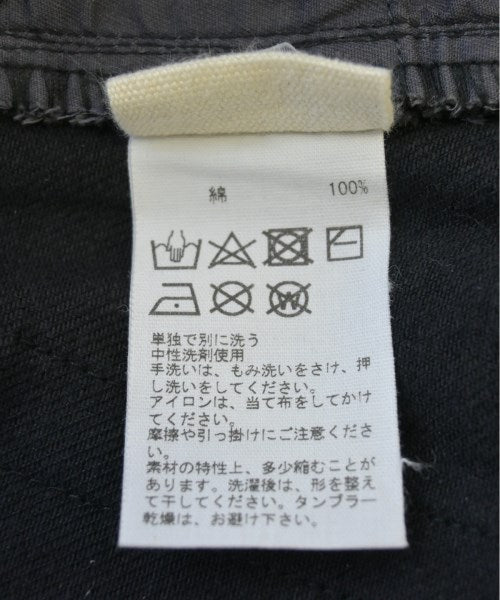 綿 100%
単独で別に洗う
中性洗剤使用
手洗いは、もみ洗いをさけ、押
し洗いをしてください。
アイロンは、当て布をしてかけ
てください。
摩擦や引っ掛けにご注意くださ
い。
素材の特性上、多少縮むことが
あります。洗濯後は、形を整え
て干してください。タンブラー
乾燥は、お避け下さい。